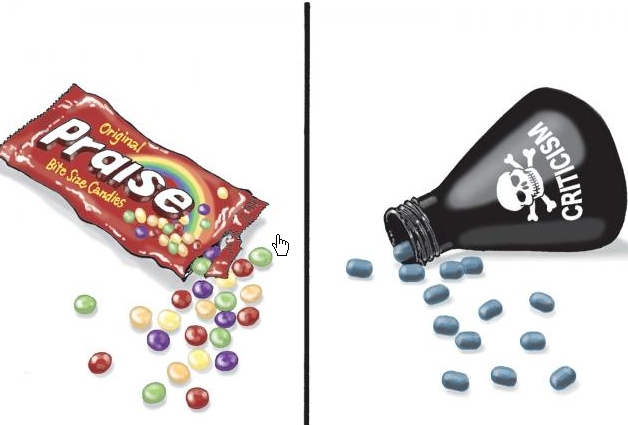 Original
Praise
Bite Size Candies
CRITICISM